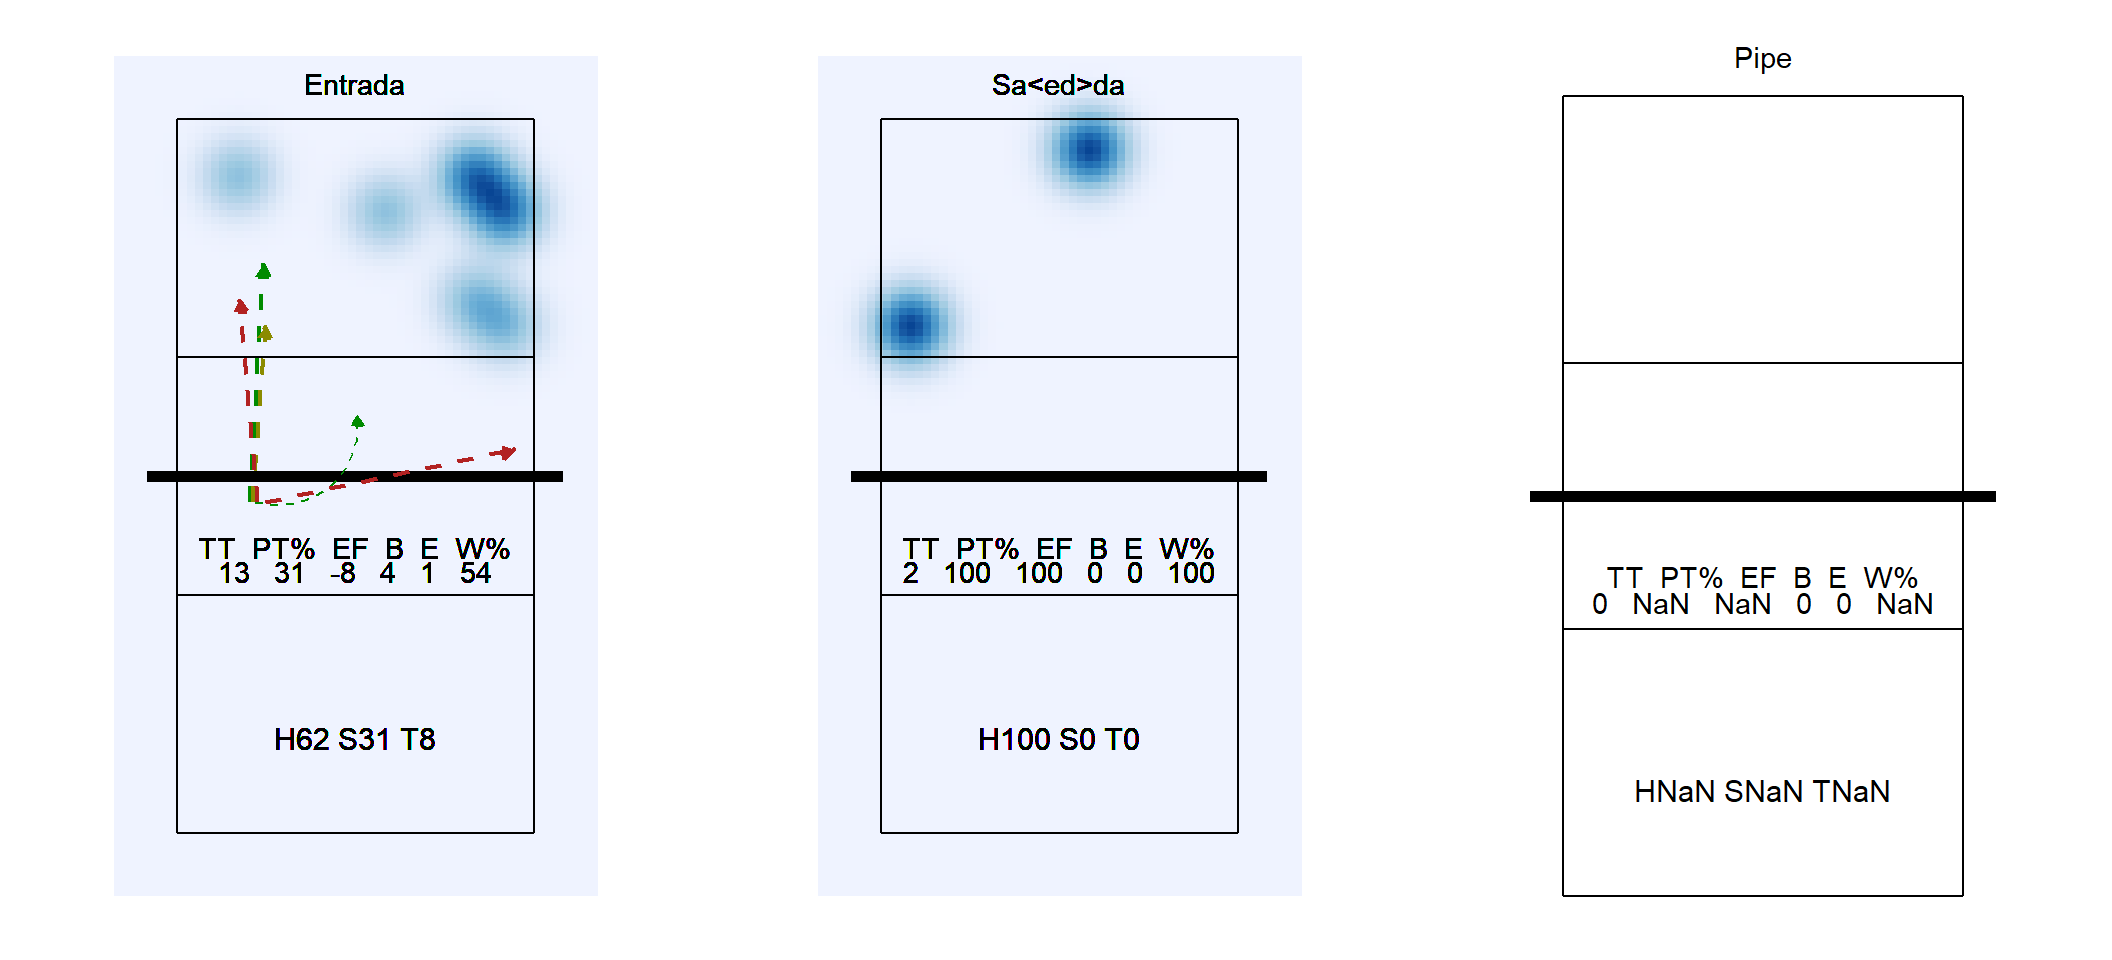 Entrada
TT PT% EF B E W%
13 31 -8 4 1 54
H62 S31 T8
Sa<ed>da
TT PT% EF B E W%
2 100 100 0 0 100
H100 S0 T0
Pipe
TT PT% EF B E W%
0 NaN NaN 0 0 NaN
HNaN SNaN TNaN